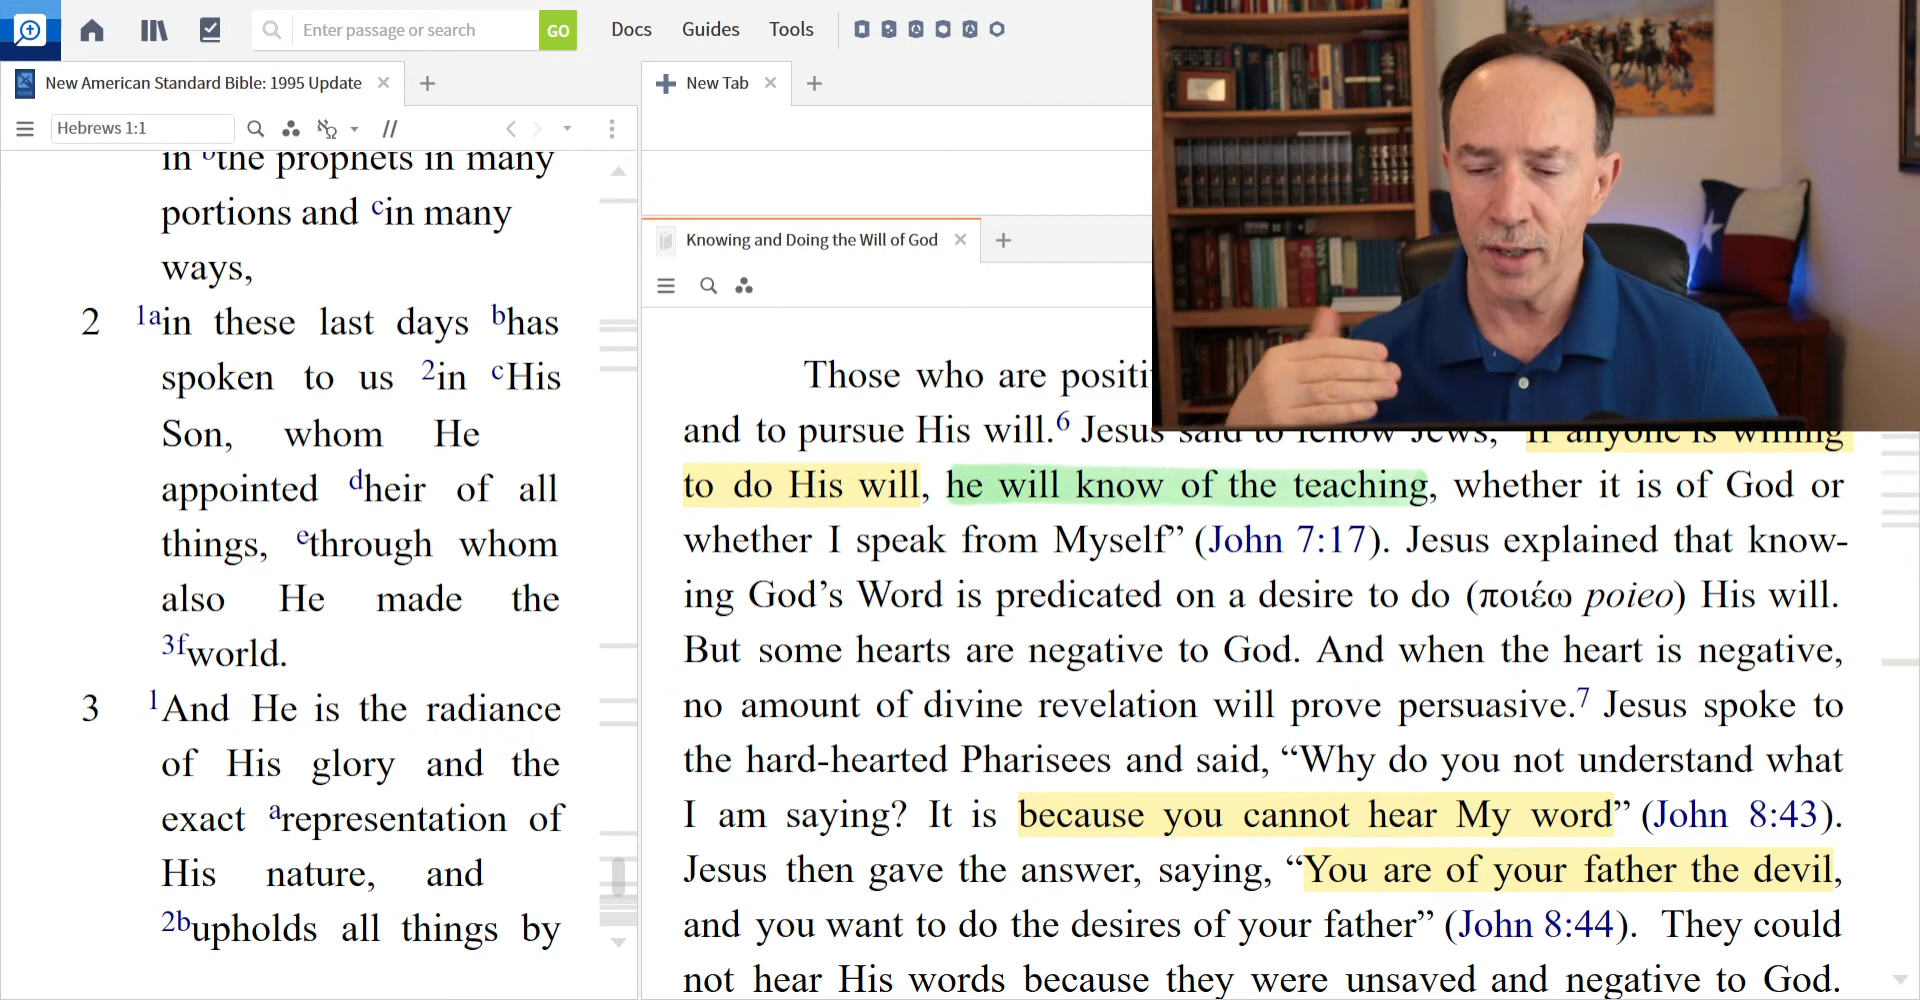 Enter passage or search
GO
Docs
Guides
Tools
New American Standard Bible: 1995 Update
New Tab
Hebrews 1:1
in ᵇthe prophets in many
portions and ᶜin many
ways,
2 ¹ᵃin these last days ᵇhas
spoken to us ²in ᶜHis
Son, whom He
appointed ᵈheir of all
things, ᵉthrough whom
also He made the
³ᶠworld.
3 ¹And He is the radiance
of His glory and the
exact ᵃrepresentation of
His nature, and
²ᵇupholds all things by
Knowing and Doing the Will of God
Those who are positi
and to pursue His will.⁶ Jesus said to fellow Jews, “If anyone is willing
to do His will, he will know of the teaching, whether it is of God or
whether I speak from Myself” (John 7:17). Jesus explained that know-
ing God’s Word is predicated on a desire to do (ποιέω poieo) His will.
But some hearts are negative to God. And when the heart is negative,
no amount of divine revelation will prove persuasive.⁷ Jesus spoke to
the hard-hearted Pharisees and said, “Why do you not understand what
I am saying? It is because you cannot hear My word” (John 8:43).
Jesus then gave the answer, saying, “You are of your father the devil,
and you want to do the desires of your father” (John 8:44). They could
not hear His words because they were unsaved and negative to God.